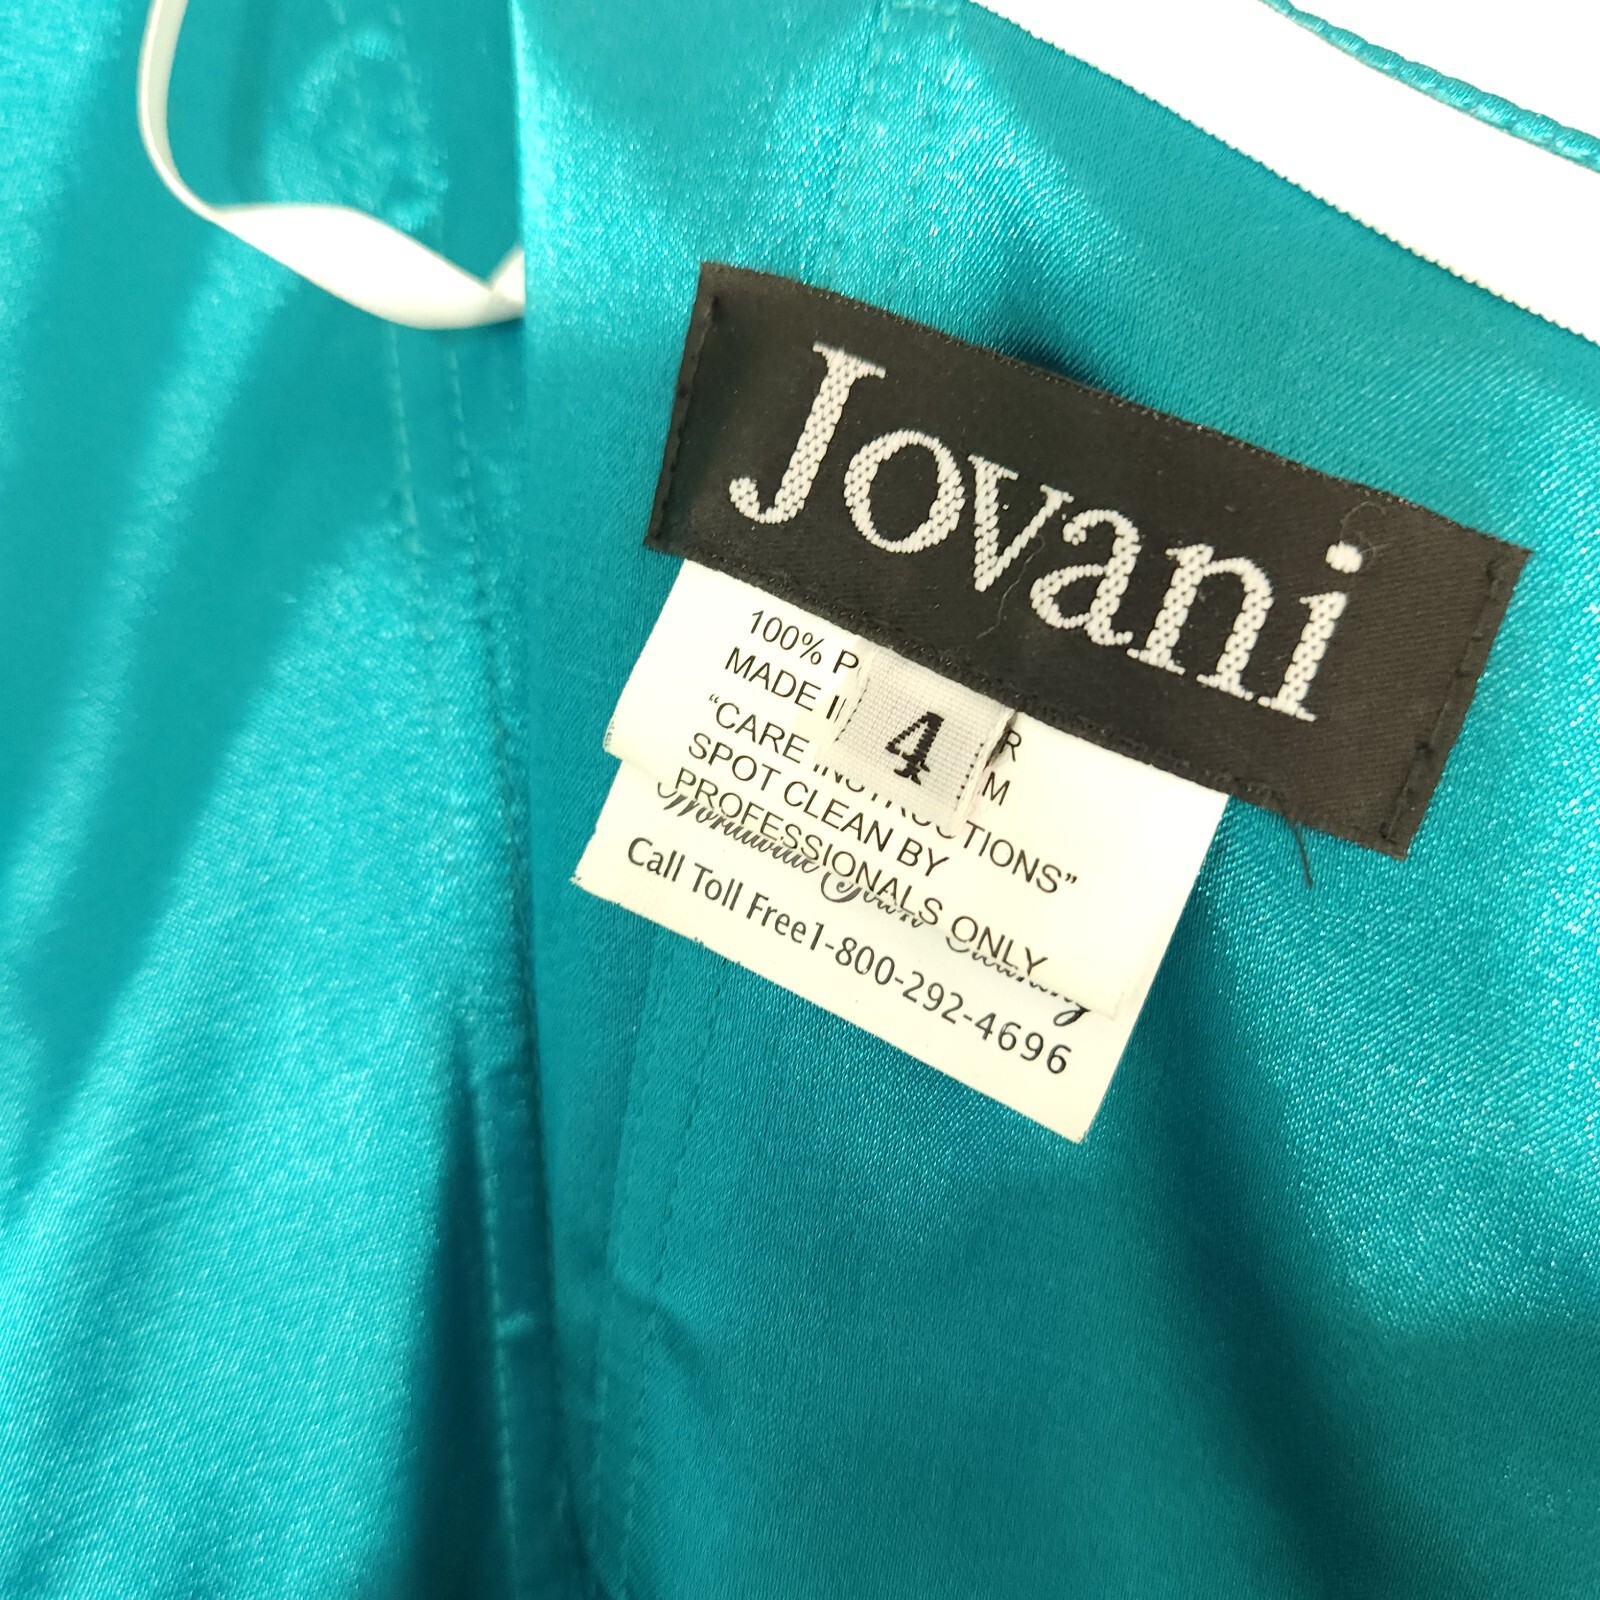 Jovani
100% P R
MADE I M
4
"CARE INSTRUCTIONS"
SPOT CLEAN BY
PROFESSIONALS ONLY
Call Toll Free1-800-292-4696